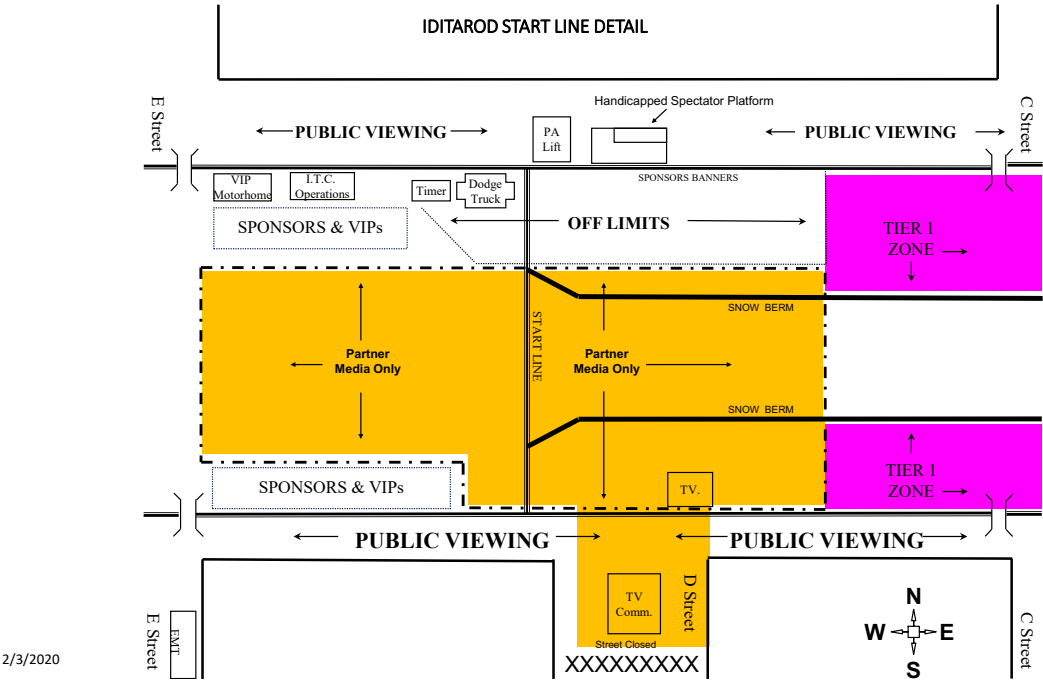 IDITAROD START LINE DETAIL
E Street
C Street
Handicapped Spectator Platform
PUBLIC VIEWING
PA
Lift
PUBLIC VIEWING
VIP
Motorhome
I.T.C.
Operations
Timer
Dodge
Truck
SPONSORS BANNERS
SPONSORS & VIPs
OFF LIMITS
TIER 1
ZONE
SNOW BERM
START LINE
Partner
Media Only
Partner
Media Only
SNOW BERM
SPONSORS & VIPs
TV.
TIER 1
ZONE
PUBLIC VIEWING
PUBLIC VIEWING
TV
Comm.
D Street
Street Closed
XXXXXXXXX
E Street
EMT
N
W E
S
C Street
2/3/2020